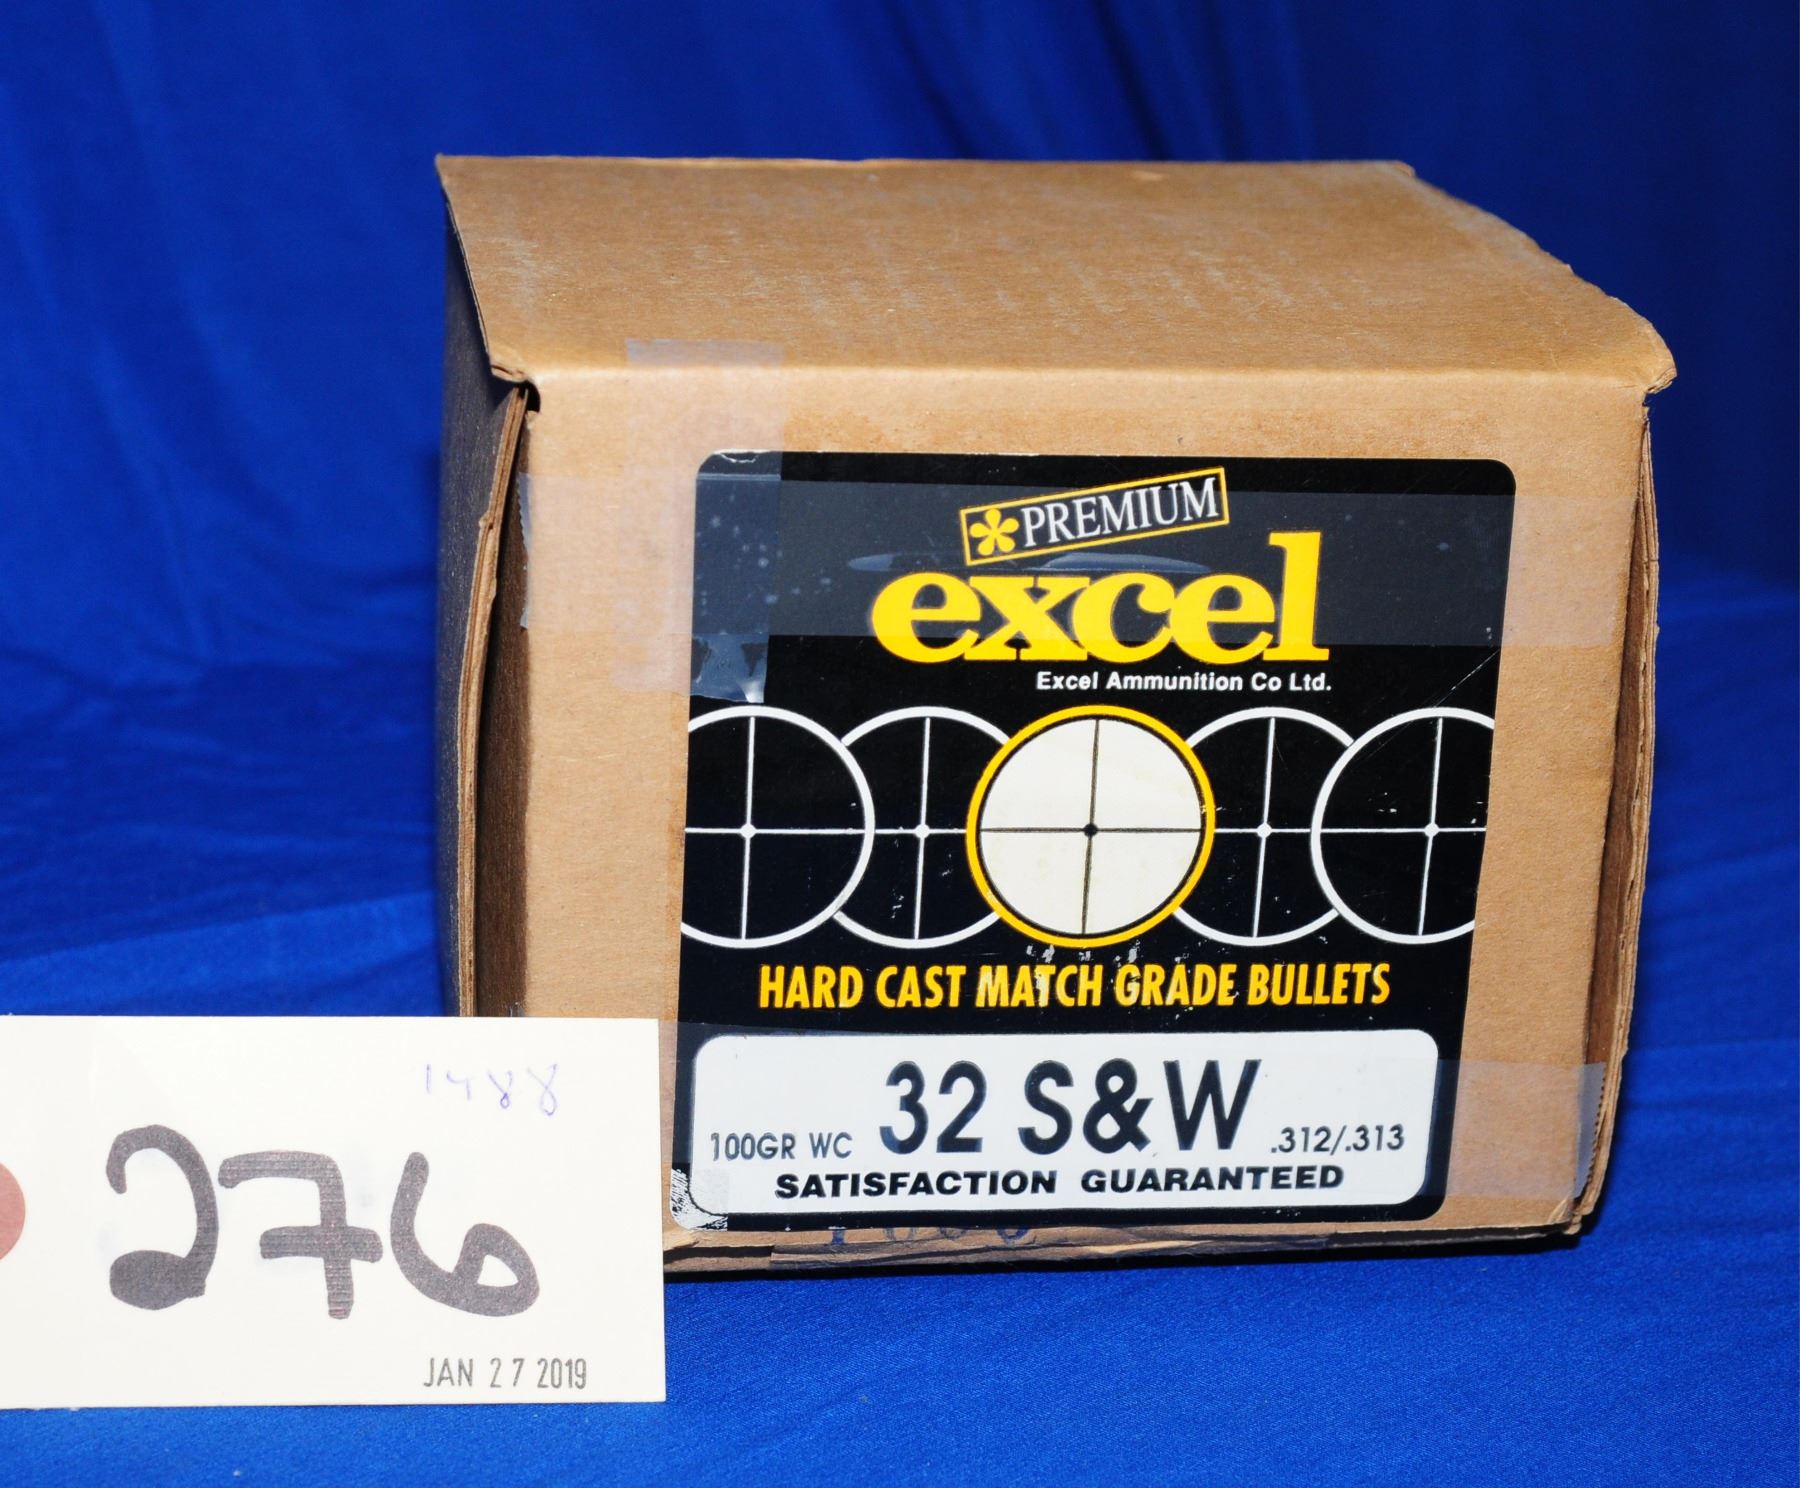 PREMIUM
excel
Excel Ammunition Co Ltd.
HARD CAST MATCH GRADE BULLETS
100GR WC 32 S&W .312/.313
SATISFACTION GUARANTEED
1488
276
JAN 27 2019